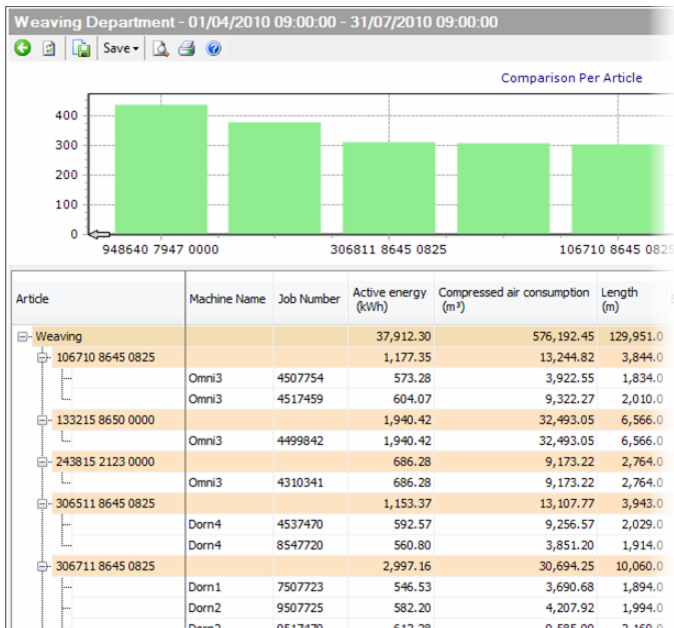 Weaving Department - 01/04/2010 09:00:00 - 31/07/2010 09:00:00
Save
Comparison Per Article
400
300
200
100
0
948640 7947 0000 306811 8645 0825 106710 8645 0825
Article Machine Name Job Number Active energy (kWh) Compressed air consumption (m³) Length (m)
Weaving 37,912.30 576,192.45 129,951.0
106710 8645 0825 1,177.35 13,244.82 3,844.0
Omni3 4507754 573.28 3,922.55 1,834.0
Omni3 4517459 604.07 9,322.27 2,010.0
133215 8650 0000 1,940.42 32,493.05 6,566.0
Omni3 4499842 1,940.42 32,493.05 6,566.0
243815 2123 0000 686.28 9,173.22 2,764.0
Omni3 4310341 686.28 9,173.22 2,764.0
306511 8645 0825 1,153.37 13,107.77 3,943.0
Dorn4 4537470 592.57 9,256.57 2,029.0
Dorn4 8547720 560.80 3,851.20 1,914.0
306711 8645 0825 2,997.16 30,694.25 10,060.0
Dorn1 7507723 546.53 3,690.68 1,894.0
Dorn2 9507725 582.20 4,207.92 1,994.0